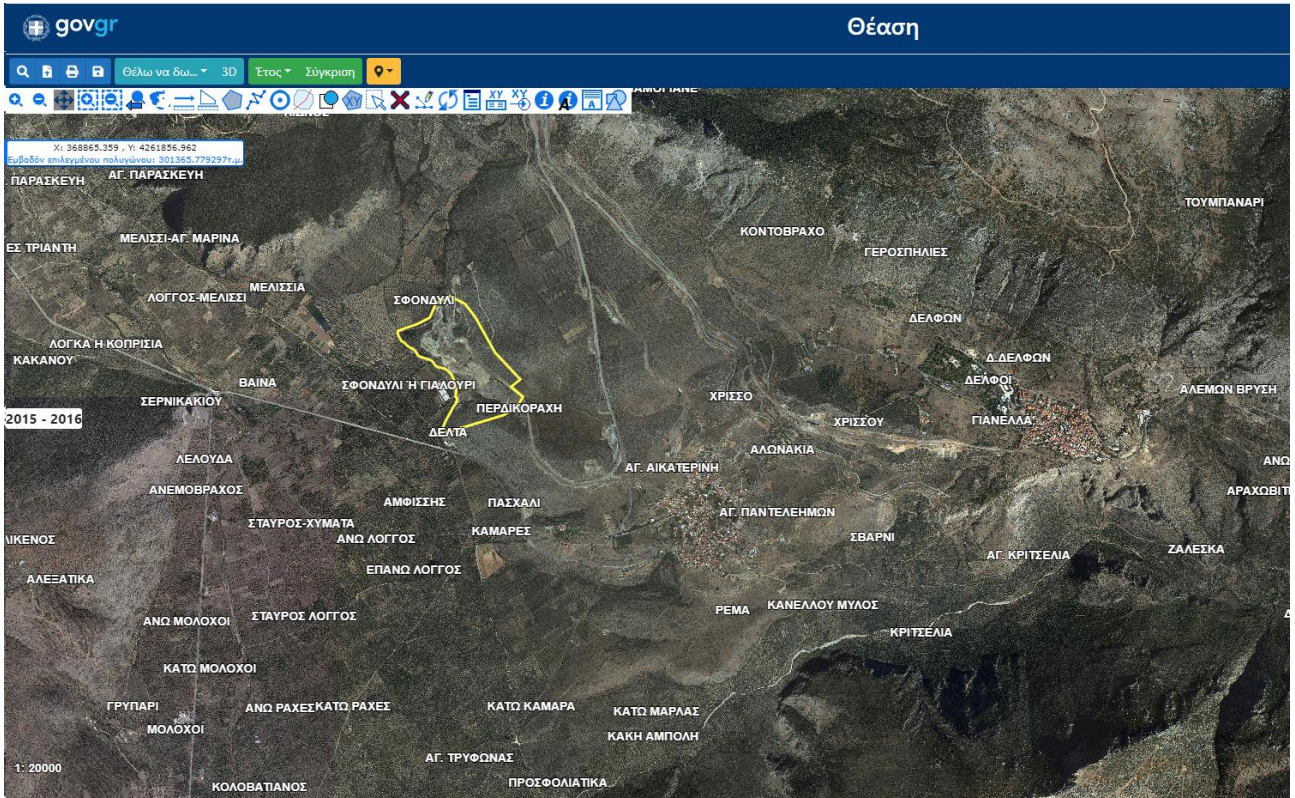 govgr
Θέαση
Θέλω να δω...
3D
Έτος
Σύγκριση
X: 368865.359 , Y: 4261856.962
Εμβαδόν επιλεγμένου πολυγώνου: 301365.779297τ.μ.
. ΠΑΡΑΣΚΕΥΗ
ΑΓ. ΠΑΡΑΣΚΕΥΗ
ΤΟΥΜΠΑΝΑΡΙ
ΕΣ ΤΡΙΑΝΤΗ
ΜΕΛΙΣΣΙ-ΑΓ. ΜΑΡΙΝΑ
ΚΟΝΤΟΒΡΑΧΟ
ΓΕΡΟΣΠΗΛΙΕΣ
ΛΟΓΓΟΣ-ΜΕΛΙΣΣΙ
ΜΕΛΙΣΣΙΑ
ΣΦΟΝΔΥΛΙ
ΔΕΛΦΩΝ
ΛΟΓΚΑ Η ΚΟΠΡΙΣΙΑ
ΚΑΚΑΝΟΥ
Δ.ΔΕΛΦΩΝ
ΒΑΙΝΑ
ΣΦΟΝΔΥΛΙ Ή ΓΙΑΛΟΥΡΙ
ΔΕΛΦΟΙ
ΑΛΕΜΩΝ ΒΡΥΣΗ
ΣΕΡΝΙΚΑΚΙΟΥ
ΠΕΡΔΙΚΟΡΑΧΗ
ΧΡΙΣΣΟ
2015 - 2016
ΔΕΛΤΑ
ΧΡΙΣΣΟΥ
ΓΙΑΝΕΛΛΑ
ΛΕΛΟΥΔΑ
ΑΓ. ΑΙΚΑΤΕΡΙΝΗ
ΑΛΩΝΑΚΙΑ
ΑΝΩ
ΑΝΕΜΟΒΡΑΧΟΣ
ΑΜΦΙΣΣΗΣ
ΠΑΣΧΑΛΙ
ΑΓ. ΠΑΝΤΕΛΕΗΜΩΝ
ΑΡΑΧΩΒΙΤ
ΣΤΑΥΡΟΣ-ΧΥΜΑΤΑ
ΑΝΩ ΛΟΓΓΟΣ
ΚΑΜΑΡΕΣ
ΣΒΑΡΝΙ
ΛΙΚΕΝΟΣ
ΑΓ. ΚΡΙΤΣΕΛΙΑ
ΖΑΛΕΣΚΑ
ΑΛΕΞΑΤΙΚΑ
ΕΠΑΝΩ ΛΟΓΓΟΣ
ΑΝΩ ΜΟΛΟΧΟΙ
ΣΤΑΥΡΟΣ ΛΟΓΓΟΣ
ΡΕΜΑ
ΚΑΝΕΛΛΟΥ ΜΥΛΟΣ
ΚΡΙΤΣΕΛΙΑ
ΚΑΤΩ ΜΟΛΟΧΟΙ
ΓΡΥΠΑΡΙ
ΑΝΩ ΡΑΧΕΣ
ΚΑΤΩ ΡΑΧΕΣ
ΚΑΤΩ ΚΑΜΑΡΑ
ΚΑΤΩ ΜΑΡΛΑΣ
ΜΟΛΟΧΟΙ
ΚΑΚΗ ΑΜΠΟΛΗ
1: 20000
ΑΓ. ΤΡΥΦΩΝΑΣ
ΚΟΛΟΒΑΤΙΑΝΟΣ
ΠΡΟΣΦΟΛΙΑΤΙΚΑ